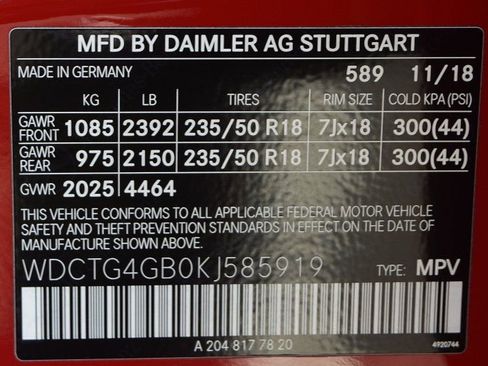 MFD BY DAIMLER AG STUTTGART
MADE IN GERMANY 589 11/18
KG LB TIRES RIM SIZE COLD KPA (PSI)
GAWR FRONT 1085 2392 235/50 R18 7Jx18 300(44)
GAWR REAR 975 2150 235/50 R18 7Jx18 300(44)
GVWR 2025 4464
THIS VEHICLE CONFORMS TO ALL APPLICABLE FEDERAL MOTOR VEHICLE
SAFETY AND THEFT PREVENTION STANDARDS IN EFFECT ON THE DATE OF
MANUFACTURE SHOWN ABOVE.
WDCTG4GB0KJ585919 TYPE: MPV
A 204 817 78 20 4920744